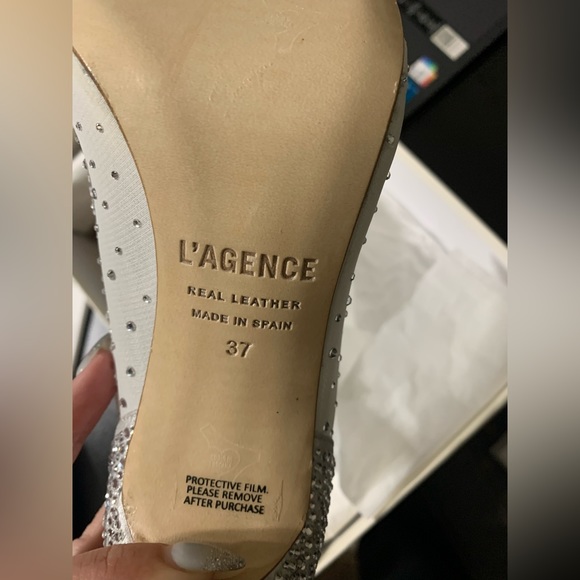 L'AGENCE
REAL LEATHER
MADE IN SPAIN
37
PROTECTIVE FILM.
PLEASE REMOVE
AFTER PURCHASE